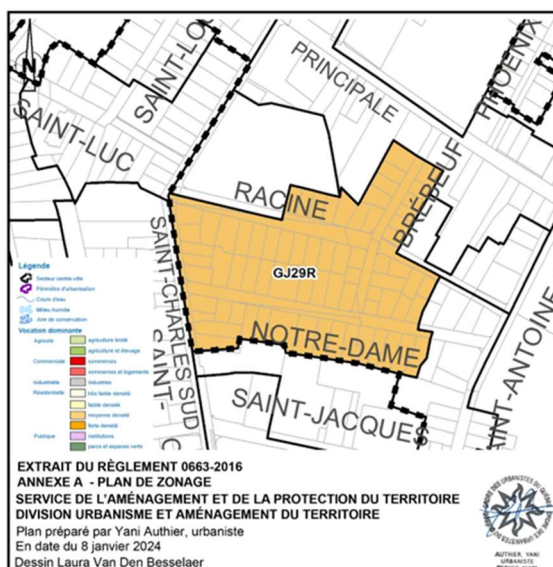 N
SAINT-LOU
PHOENIX
PRINCIPALE
SAINT-LUC
BRÉBEUF
RACINE
SAINT-CHARLES SUD
GJ29R
SAINT-ANTOINE
NOTRE-DAME
SAINT-JACQUES
SAINT- C
Légende
Secteur centre-ville
Périmètre d'urbanisation
Cours d'eau
Milieu humide
Aire de conservation
Vocation dominante
Agricole agriculture limité
agriculture et élevage
Commerciale commerces
commerces et logements
Industrielle industries
Résidentielle très faible densité
faible densité
moyenne densité
forte densité
Publique institutions
parcs et espaces verts
EXTRAIT DU RÈGLEMENT 0663-2016
ANNEXE A - PLAN DE ZONAGE
SERVICE DE L'AMÉNAGEMENT ET DE LA PROTECTION DU TERRITOIRE
DIVISION URBANISME ET AMÉNAGEMENT DU TERRITOIRE
Plan préparé par Yani Authier, urbaniste
En date du 8 janvier 2024
Dessin Laura Van Den Besselaer
AUTHIER, YANI
URBANISTE